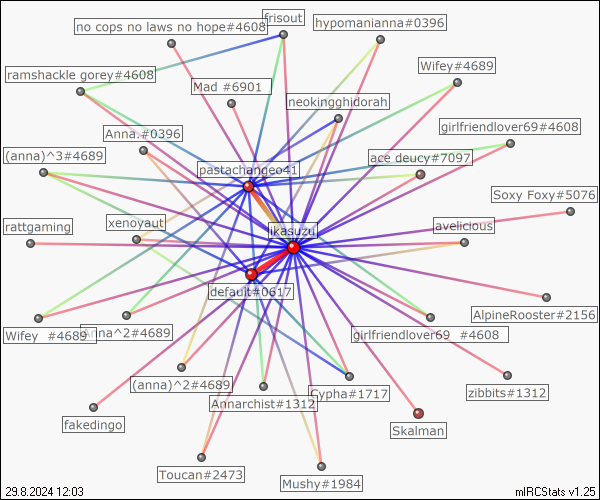 frisout
no cops no laws no hope#4608
hypomanianna#0396
ramshackle gorey#4608
Wifey#4689
Mad #6901
neokingghidorah
Anna.#0396
girlfriendlover69#4608
(anna)^3#4689
ace deucy#7097
pastachangeo41
Soxy Foxy#5076
rattgaming
xenoyaut
ikasuzu
avelicious
default#0617
AlpineRooster#2156
Wifey #4689
Anna^2#4689
girlfriendlover69 #4608
(anna)^2#4689
Cypha#1717
zibbits#1312
Annarchist#1312
fakedingo
Skalman
Toucan#2473
Mushy#1984
29.8.2024 12:03
mIRCStats v1.25